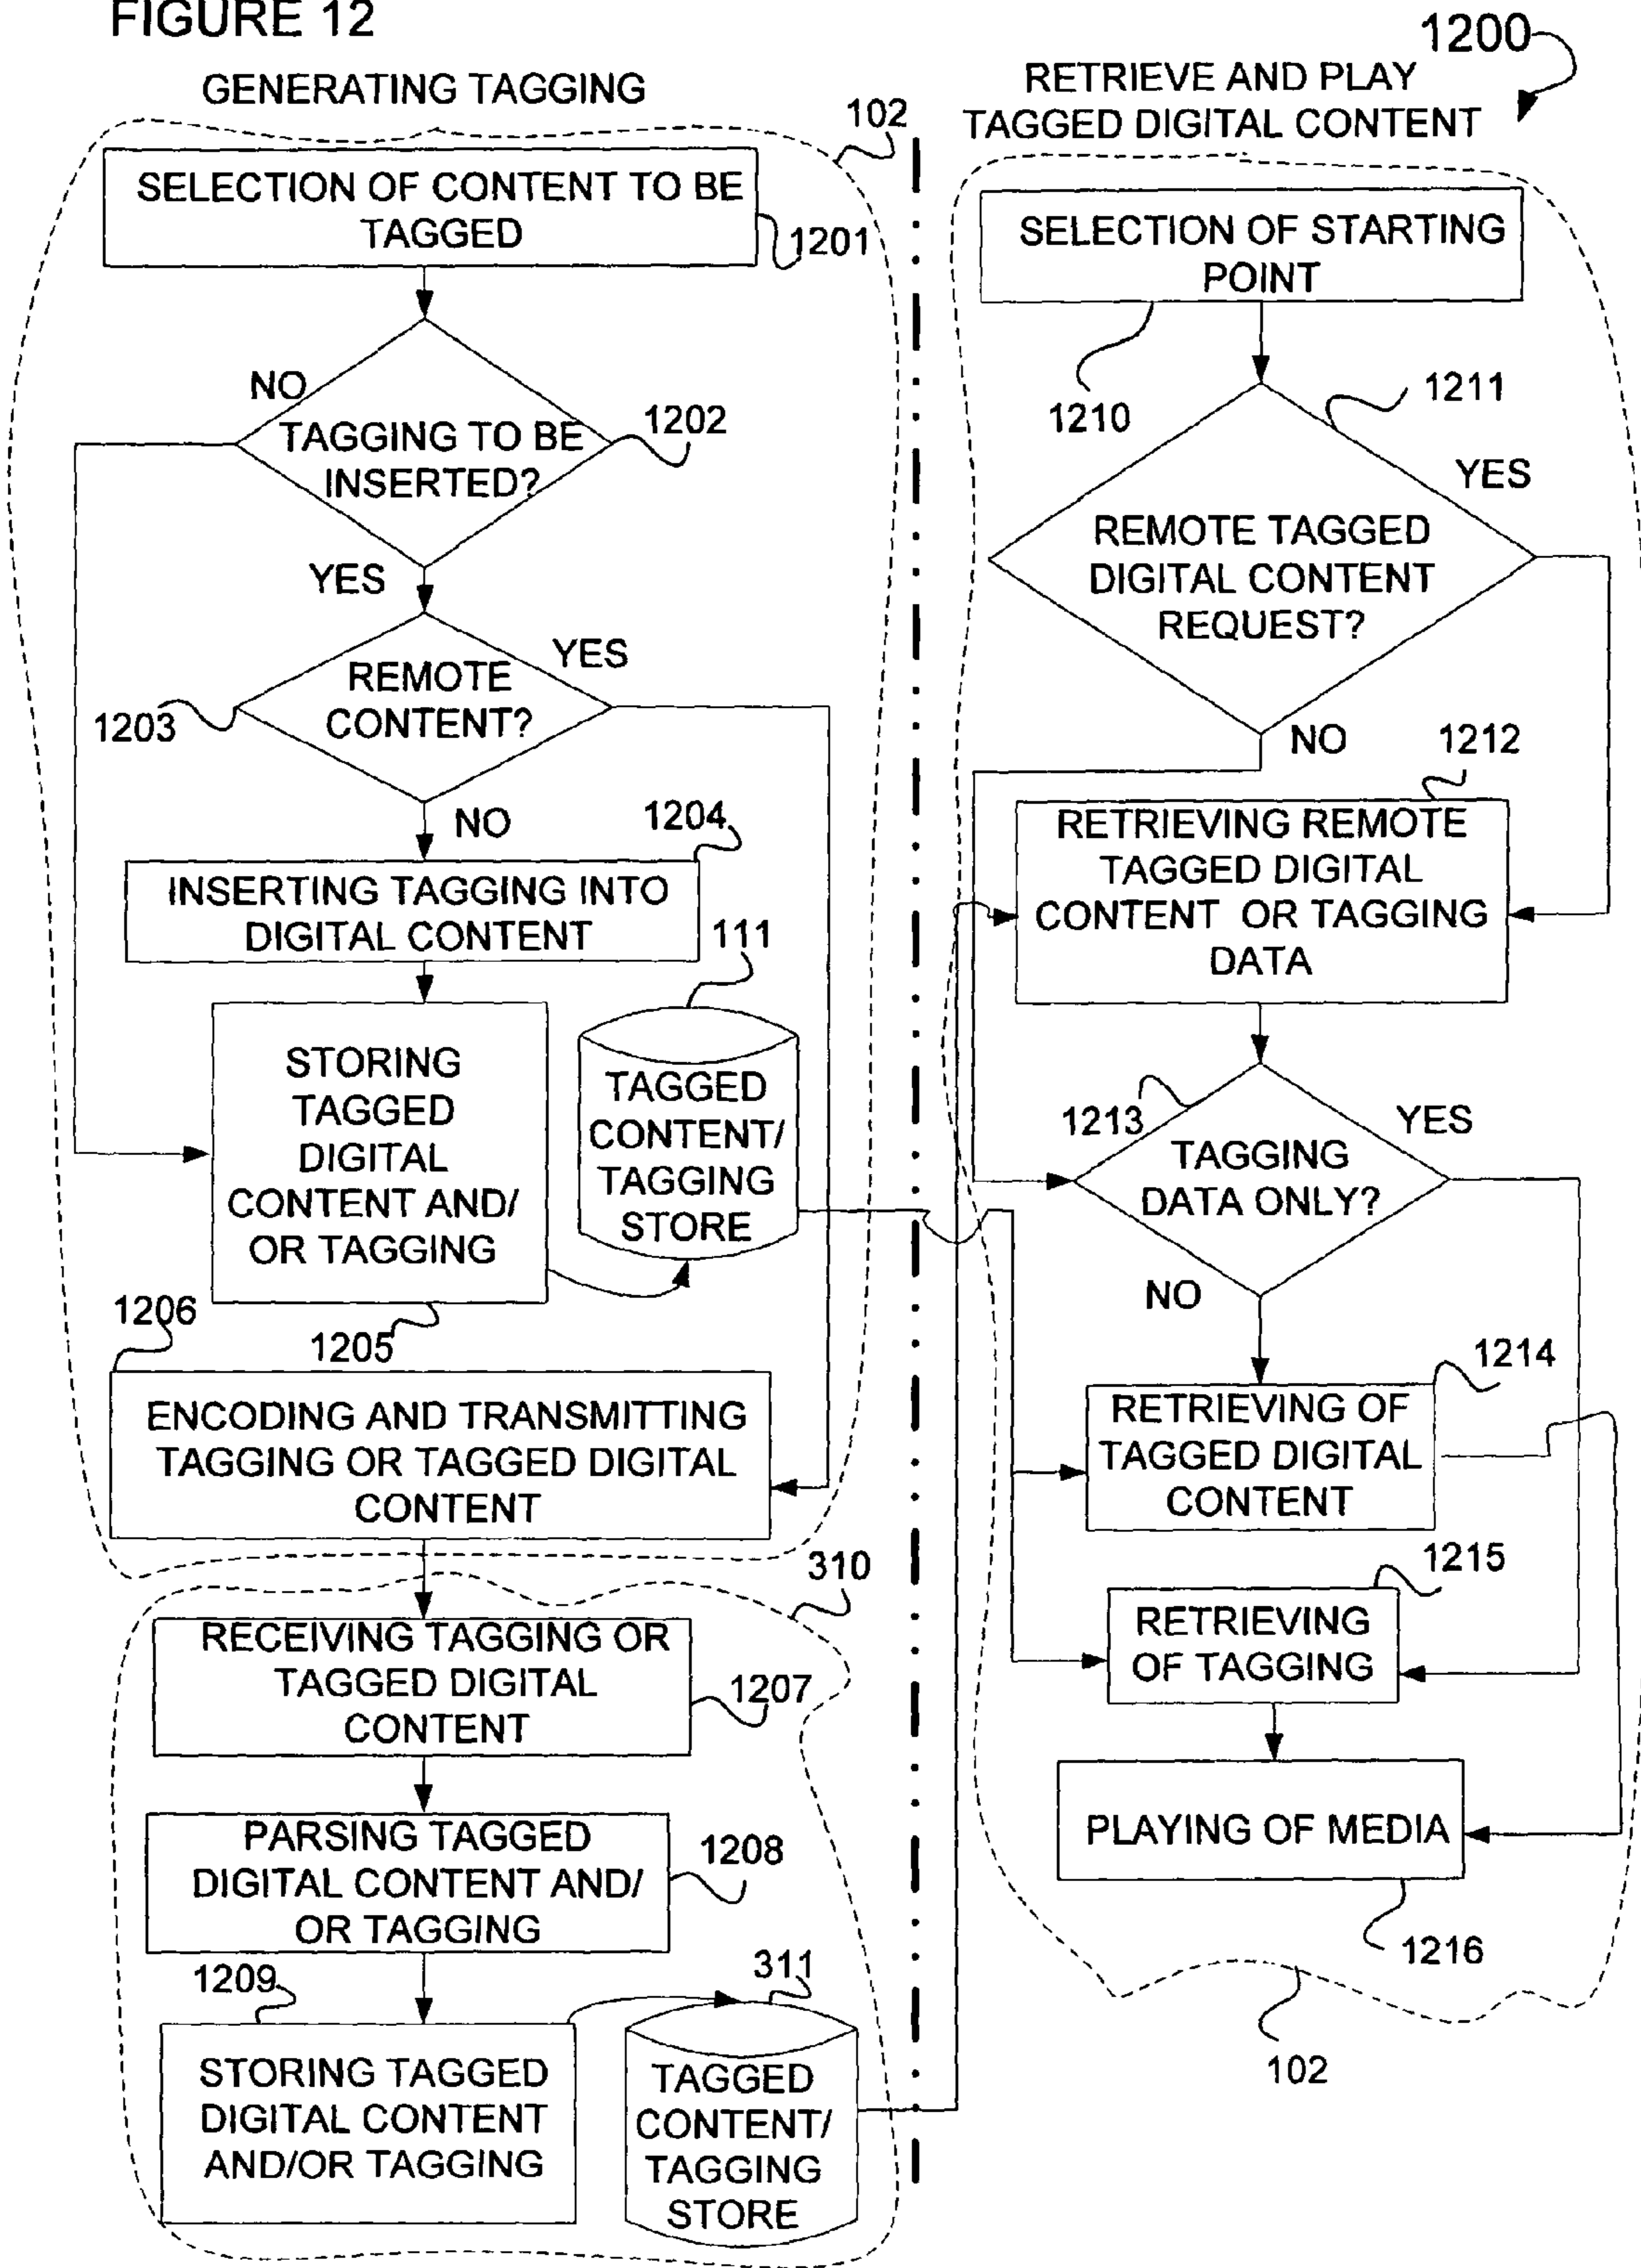 FIGURE 12
1200
GENERATING TAGGING
102
SELECTION OF CONTENT TO BE
TAGGED
1201
NO
TAGGING TO BE
INSERTED?
1202
YES
REMOTE
CONTENT?
YES
1203
NO
1204
INSERTING TAGGING INTO
DIGITAL CONTENT
111
STORING
TAGGED
DIGITAL
CONTENT AND/
OR TAGGING
TAGGED
CONTENT/
TAGGING
STORE
1206
1205
ENCODING AND TRANSMITTING
TAGGING OR TAGGED DIGITAL
CONTENT
310
RECEIVING TAGGING OR
TAGGED DIGITAL
CONTENT
1207
PARSING TAGGED
DIGITAL CONTENT AND/
OR TAGGING
1208
1209
311
STORING TAGGED
DIGITAL CONTENT
AND/OR TAGGING
TAGGED
CONTENT/
TAGGING
STORE
RETRIEVE AND PLAY
TAGGED DIGITAL CONTENT
SELECTION OF STARTING
POINT
1210
1211
YES
REMOTE TAGGED
DIGITAL CONTENT
REQUEST?
NO
1212
RETRIEVING REMOTE
TAGGED DIGITAL
CONTENT OR TAGGING
DATA
1213
YES
TAGGING
DATA ONLY?
NO
1214
RETRIEVING OF
TAGGED DIGITAL
CONTENT
1215
RETRIEVING
OF TAGGING
PLAYING OF MEDIA
1216
102